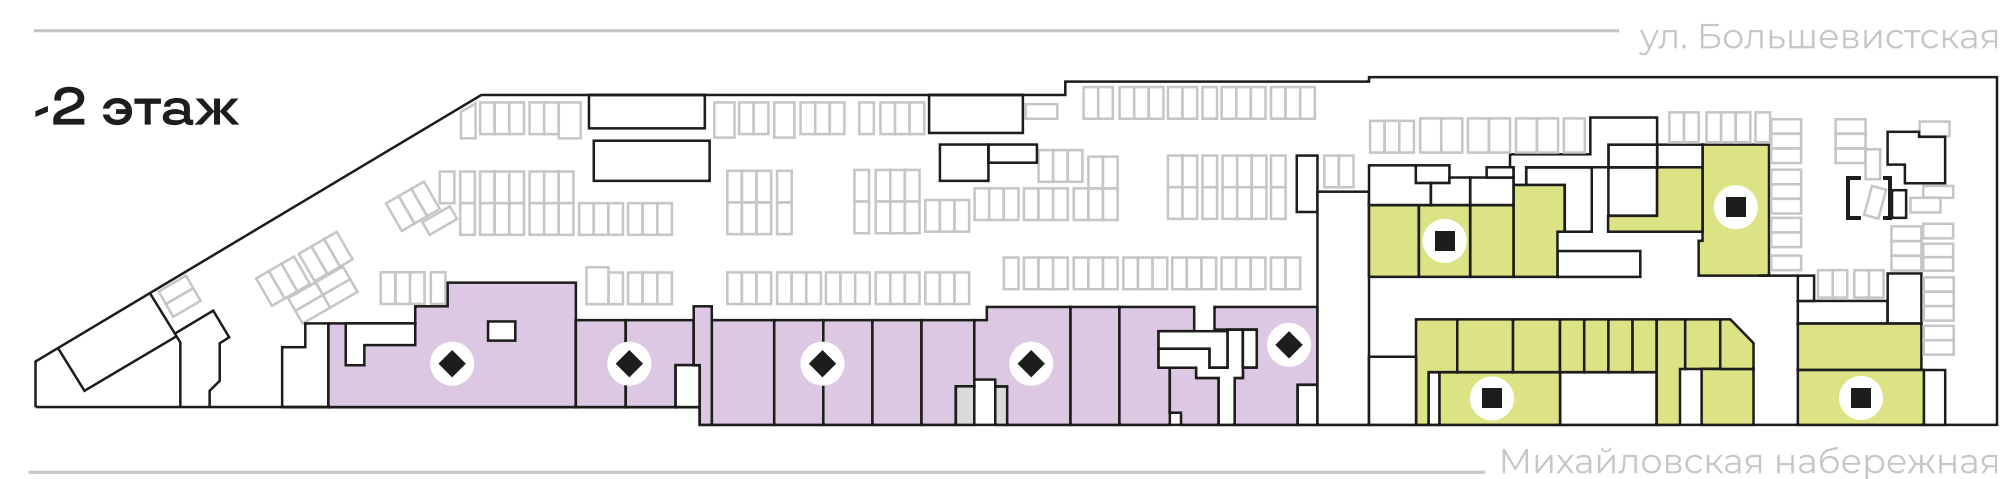 ул. Большевистская
-2 этаж
Михайловская набережная